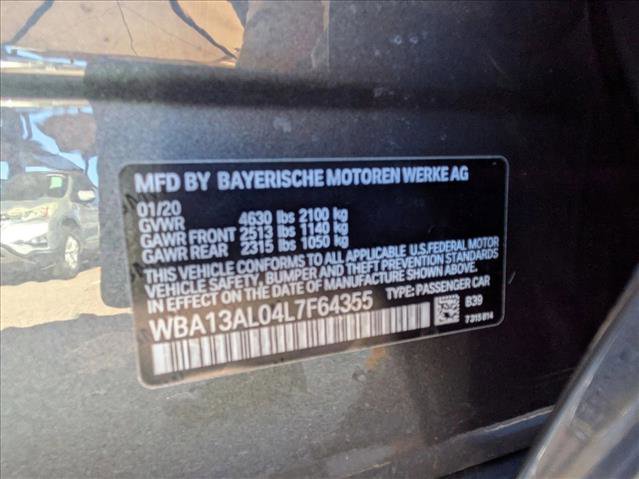 MFD BY BAYERISCHE MOTOREN WERKE AG
01/20
GVWR 4630 lbs 2100 kg
GAWR FRONT 2513 lbs 1140 kg
GAWR REAR 2315 lbs 1050 kg
THIS VEHICLE CONFORMS TO ALL APPLICABLE U.S.FEDERAL MOTOR
VEHICLE SAFETY, BUMPER AND THEFT PREVENTION STANDARDS
IN EFFECT ON THE DATE OF MANUFACTURE SHOWN ABOVE.
WBA13AL04L7F64355 TYPE: PASSENGER CAR
B39
7315814